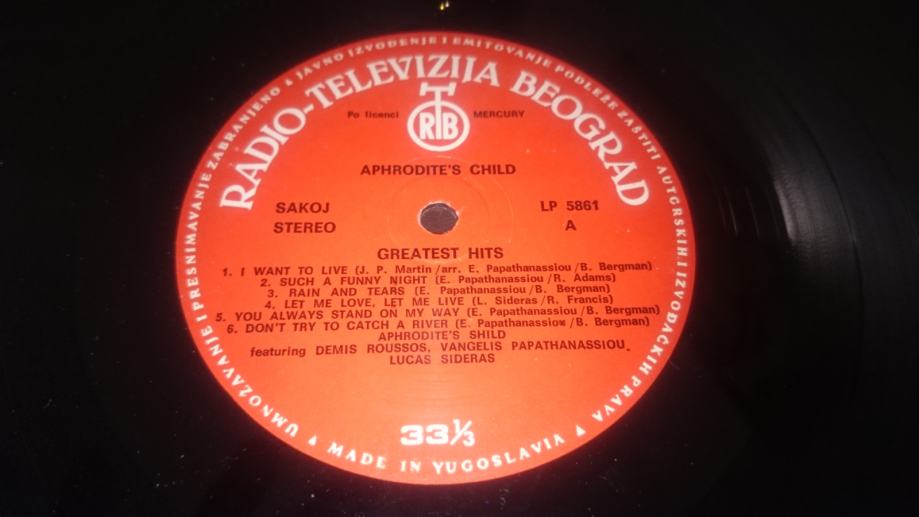 UMNOŽAVANJE I PRESNIMAVANJE ZABRANJENO ▲ JAVNO IZVOĐENJE I EMITOVANJE PODLEŽE ZAŠTITI AUTORSKIH I IZVOĐAČKIH PRAVA ▲ MADE IN YUGOSLAVIA ▲
RADIO-TELEVIZIJA BEOGRAD
Po licenci RTB MERCURY
APHRODITE'S CHILD
SAKOJ LP 5861
STEREO A
GREATEST HITS
1. I WANT TO LIVE (J. P. Martin/arr. E. Papathanassiou/B. Bergman)
2. SUCH A FUNNY NIGHT (E. Papathanassiou/R. Adams)
3. RAIN AND TEARS (E. Papathanassiou/B. Bergman)
4. LET ME LOVE, LET ME LIVE (L. Sideras/R. Francis)
5. YOU ALWAYS STAND ON MY WAY (E. Papathanassiou/B. Bergman)
6. DON'T TRY TO CATCH A RIVER (E. Papathanassiou/B. Bergman)
APHRODITE'S SHILD
featuring DEMIS ROUSSOS, VANGELIS PAPATHANASSIOU,
LUCAS SIDERAS
33⅓